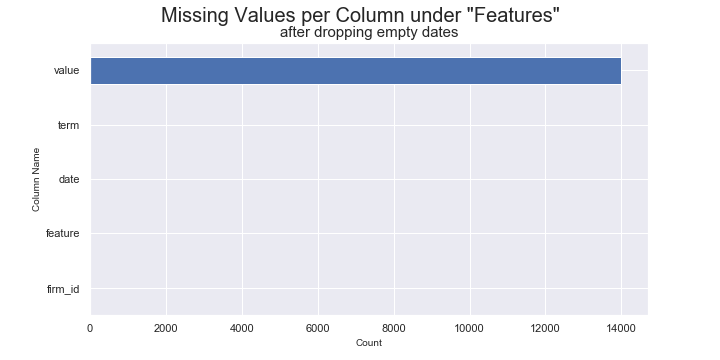 Missing Values per Column under "Features"
after dropping empty dates
value
term
date
feature
firm_id
Column Name
0 2000 4000 6000 8000 10000 12000 14000
Count